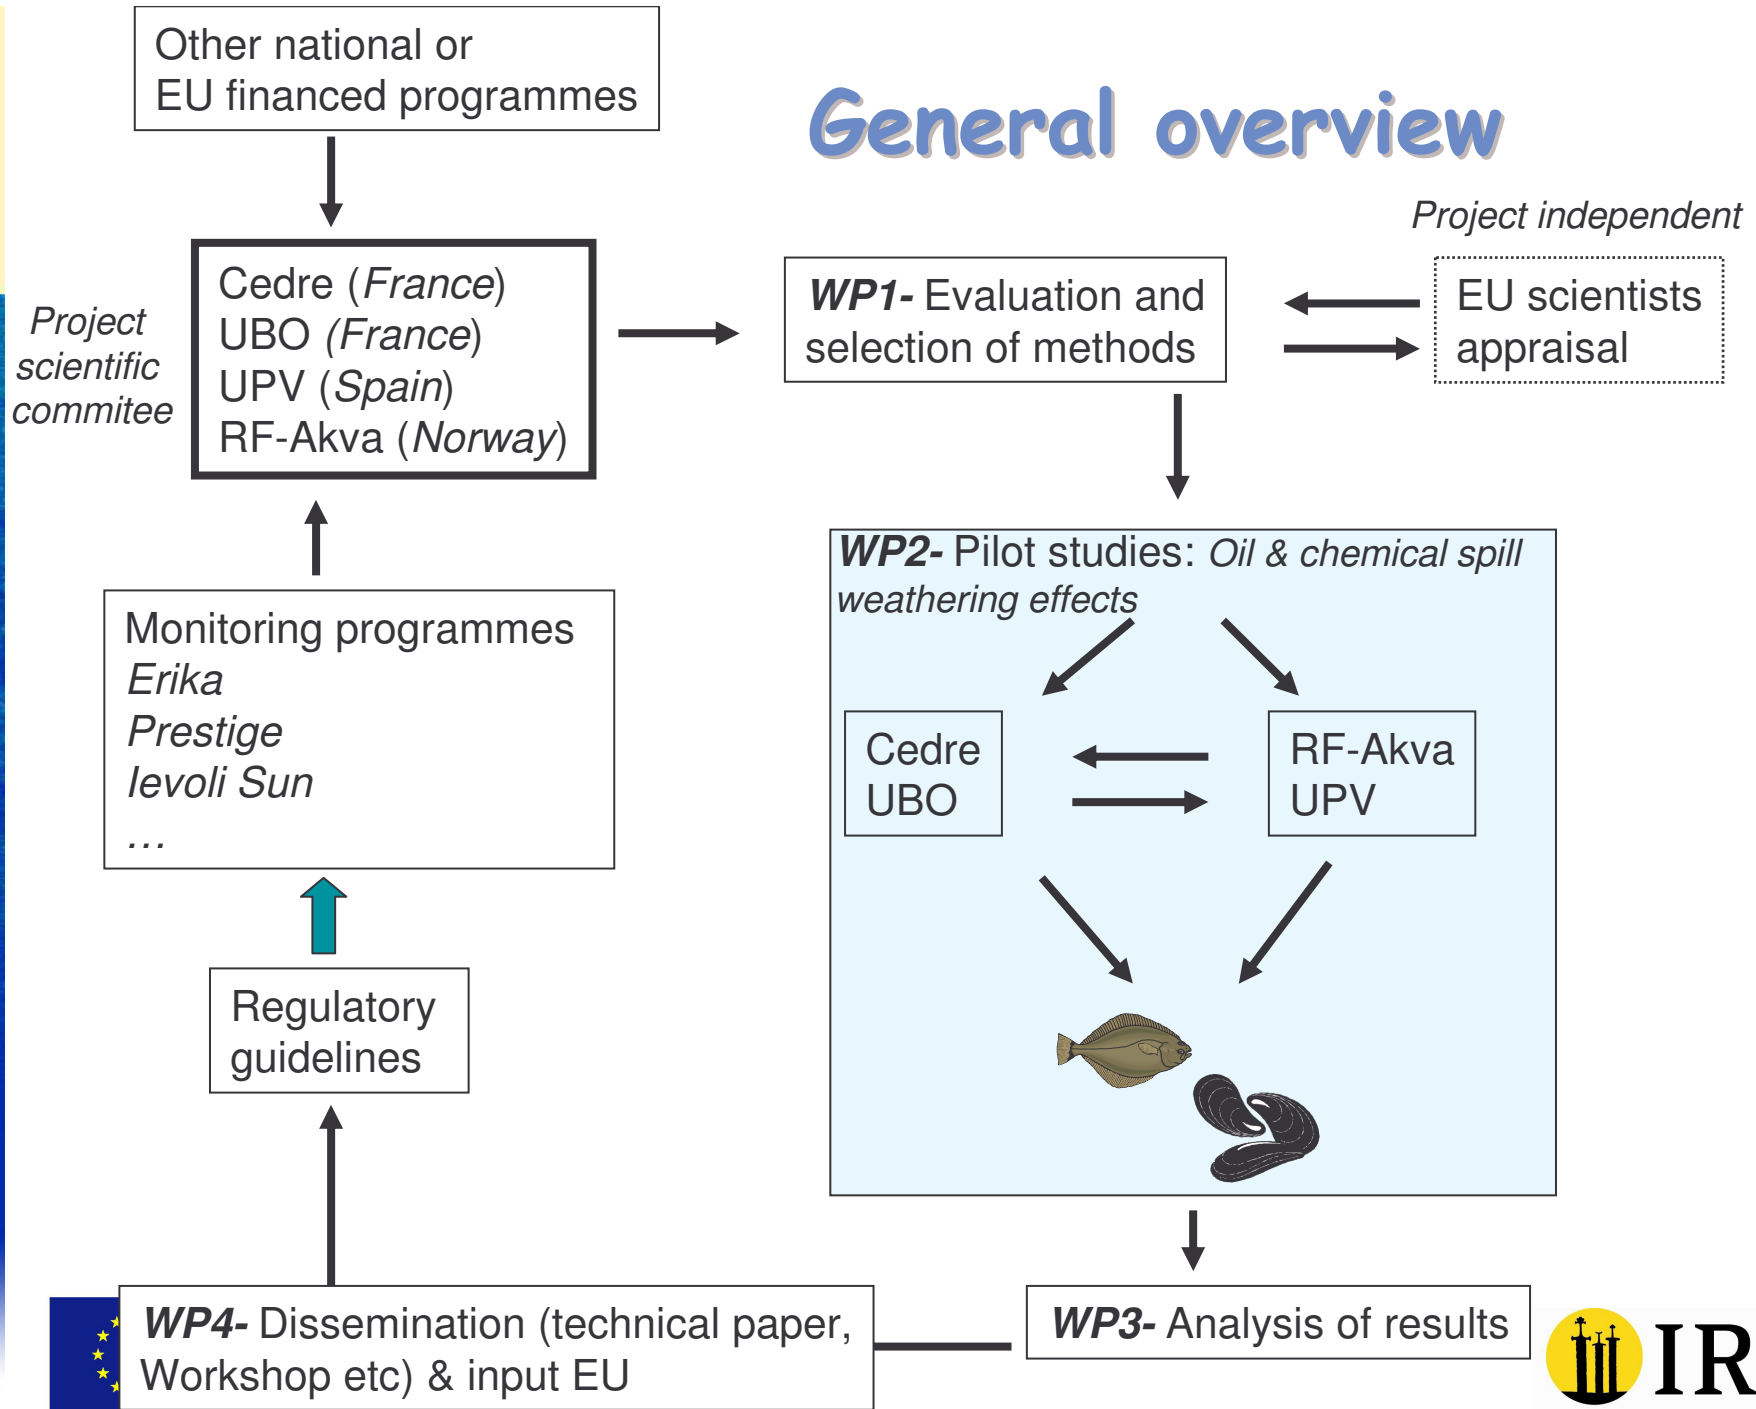 Other national or
EU financed programmes
General overview
Project independent
Project
scientific
commitee
Cedre (France)
UBO (France)
UPV (Spain)
RF-Akva (Norway)
WP1- Evaluation and
selection of methods
EU scientists
appraisal
WP2- Pilot studies: Oil & chemical spill
weathering effects
Monitoring programmes
Erika
Prestige
Ievoli Sun
…
Cedre
UBO
RF-Akva
UPV
Regulatory
guidelines
WP4- Dissemination (technical paper,
Workshop etc) & input EU
WP3- Analysis of results
IR